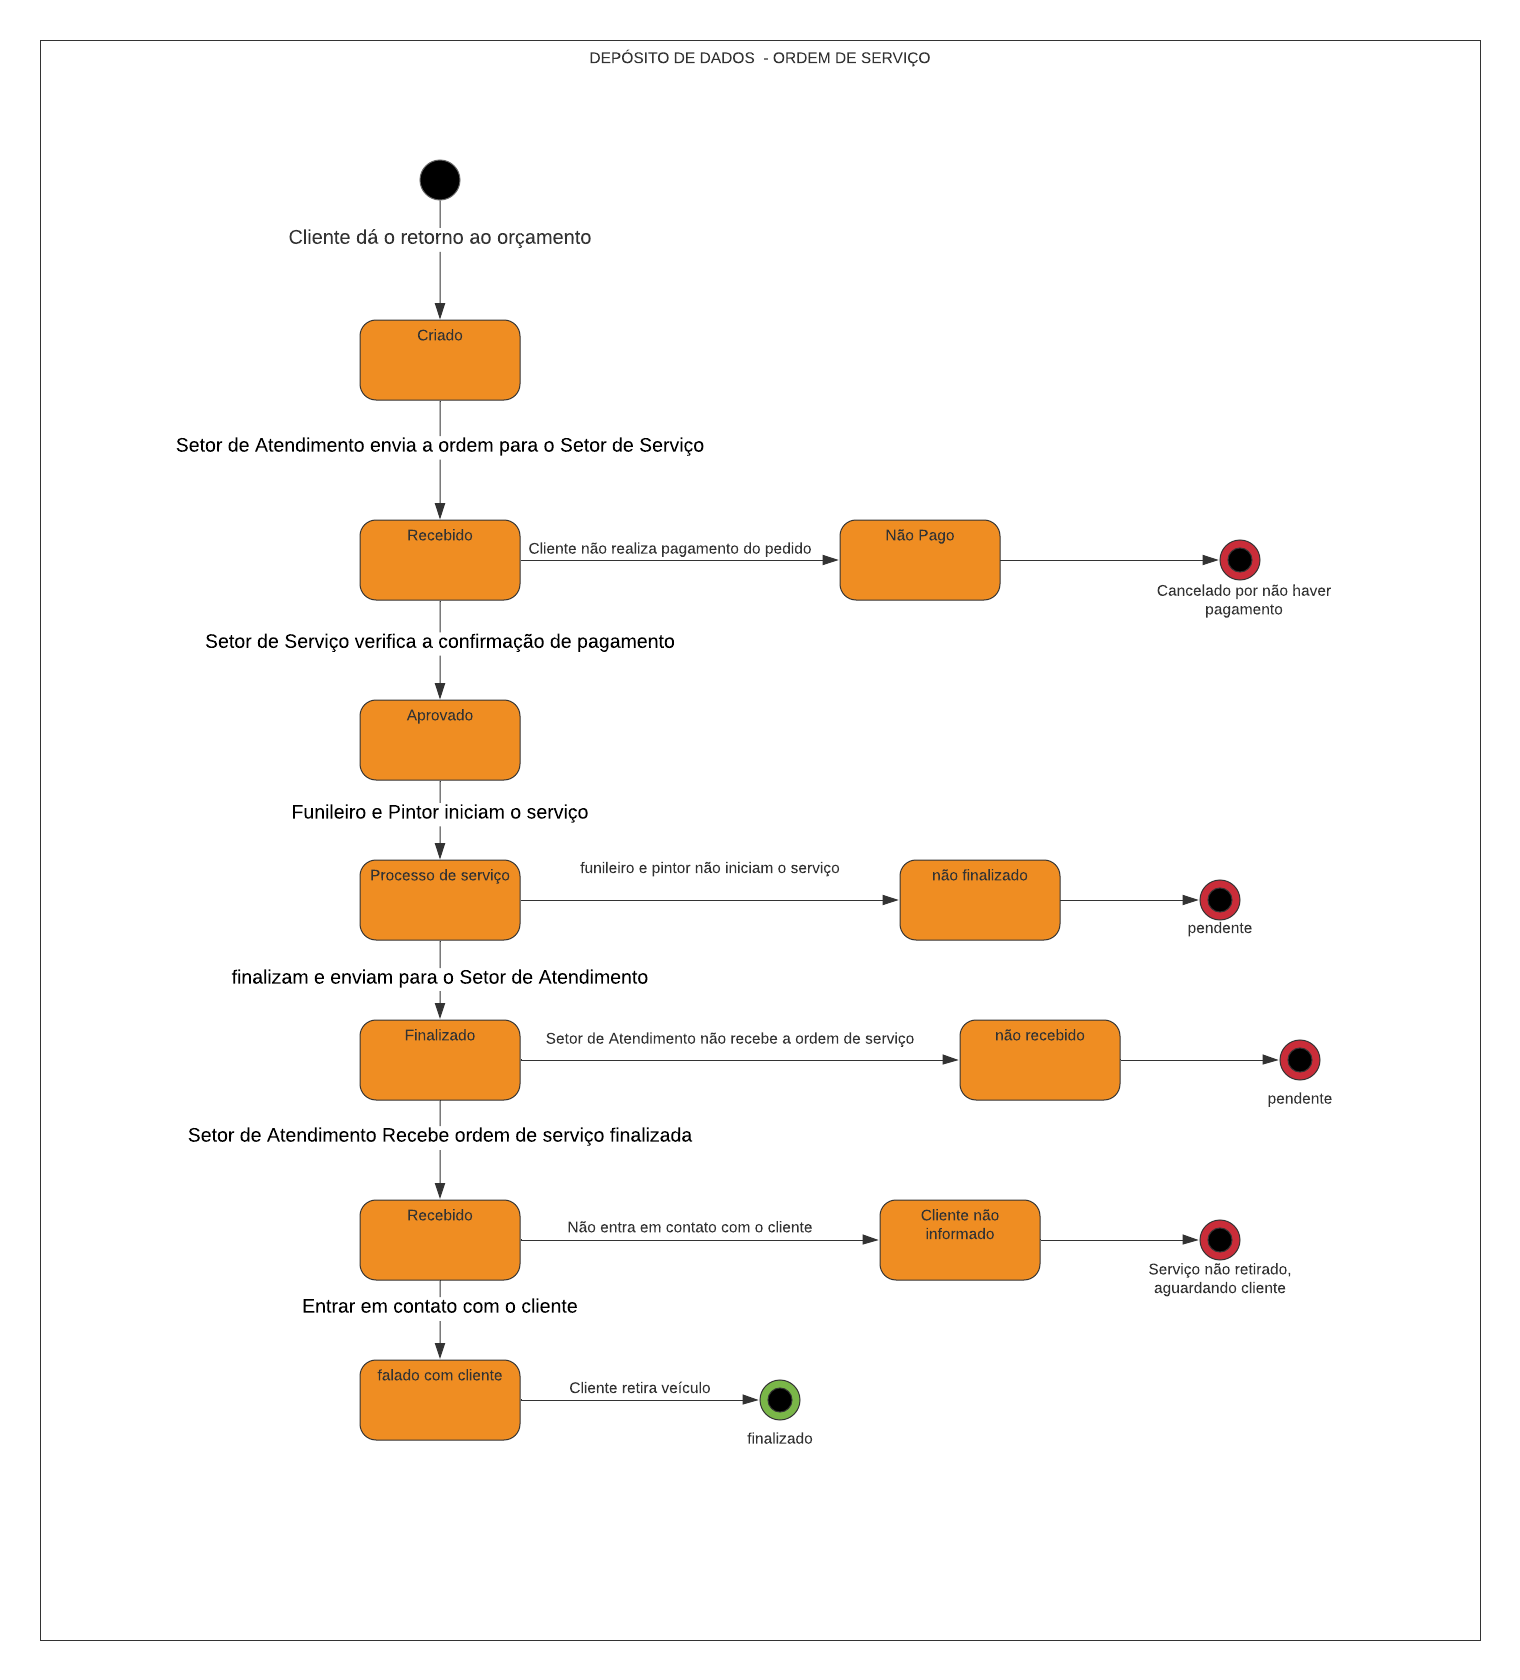 DEPÓSITO DE DADOS  - ORDEM DE SERVIÇO
Cliente dá o retorno ao orçamento
Criado
Setor de Atendimento envia a ordem para o Setor de Serviço
Recebido
Cliente não realiza pagamento do pedido
Não Pago
Cancelado por não haver
pagamento
Setor de Serviço verifica a confirmação de pagamento
Aprovado
Funileiro e Pintor iniciam o serviço
Processo de serviço
funileiro e pintor não iniciam o serviço
não finalizado
pendente
finalizam e enviam para o Setor de Atendimento
Finalizado
Setor de Atendimento não recebe a ordem de serviço
não recebido
pendente
Setor de Atendimento Recebe ordem de serviço finalizada
Recebido
Não entra em contato com o cliente
Cliente não
informado
Serviço não retirado,
aguardando cliente
Entrar em contato com o cliente
falado com cliente
Cliente retira veículo
finalizado